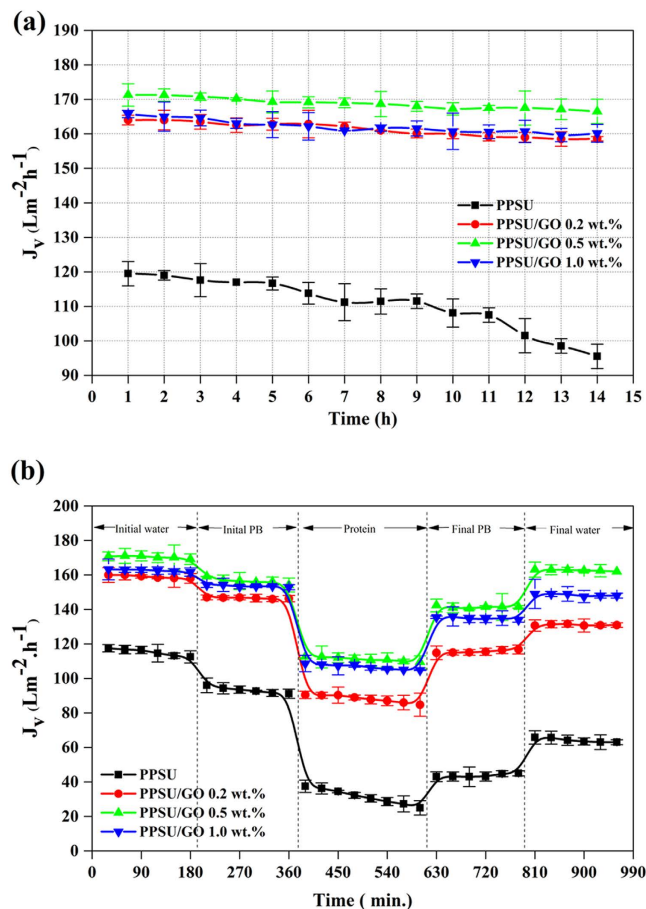 (a)
190
180
170
160
150
140
130
120
110
100
90
J_V (Lm⁻²h⁻¹)
PPSU
PPSU/GO 0.2 wt.%
PPSU/GO 0.5 wt.%
PPSU/GO 1.0 wt.%
0 1 2 3 4 5 6 7 8 9 10 11 12 13 14 15
Time (h)
(b)
200
180
160
140
120
100
80
60
40
20
0
J_V (Lm⁻².h⁻¹)
Initial water Inital PB Protein Final PB Final water
PPSU
PPSU/GO 0.2 wt.%
PPSU/GO 0.5 wt.%
PPSU/GO 1.0 wt.%
0 90 180 270 360 450 540 630 720 810 900 990
Time ( min.)